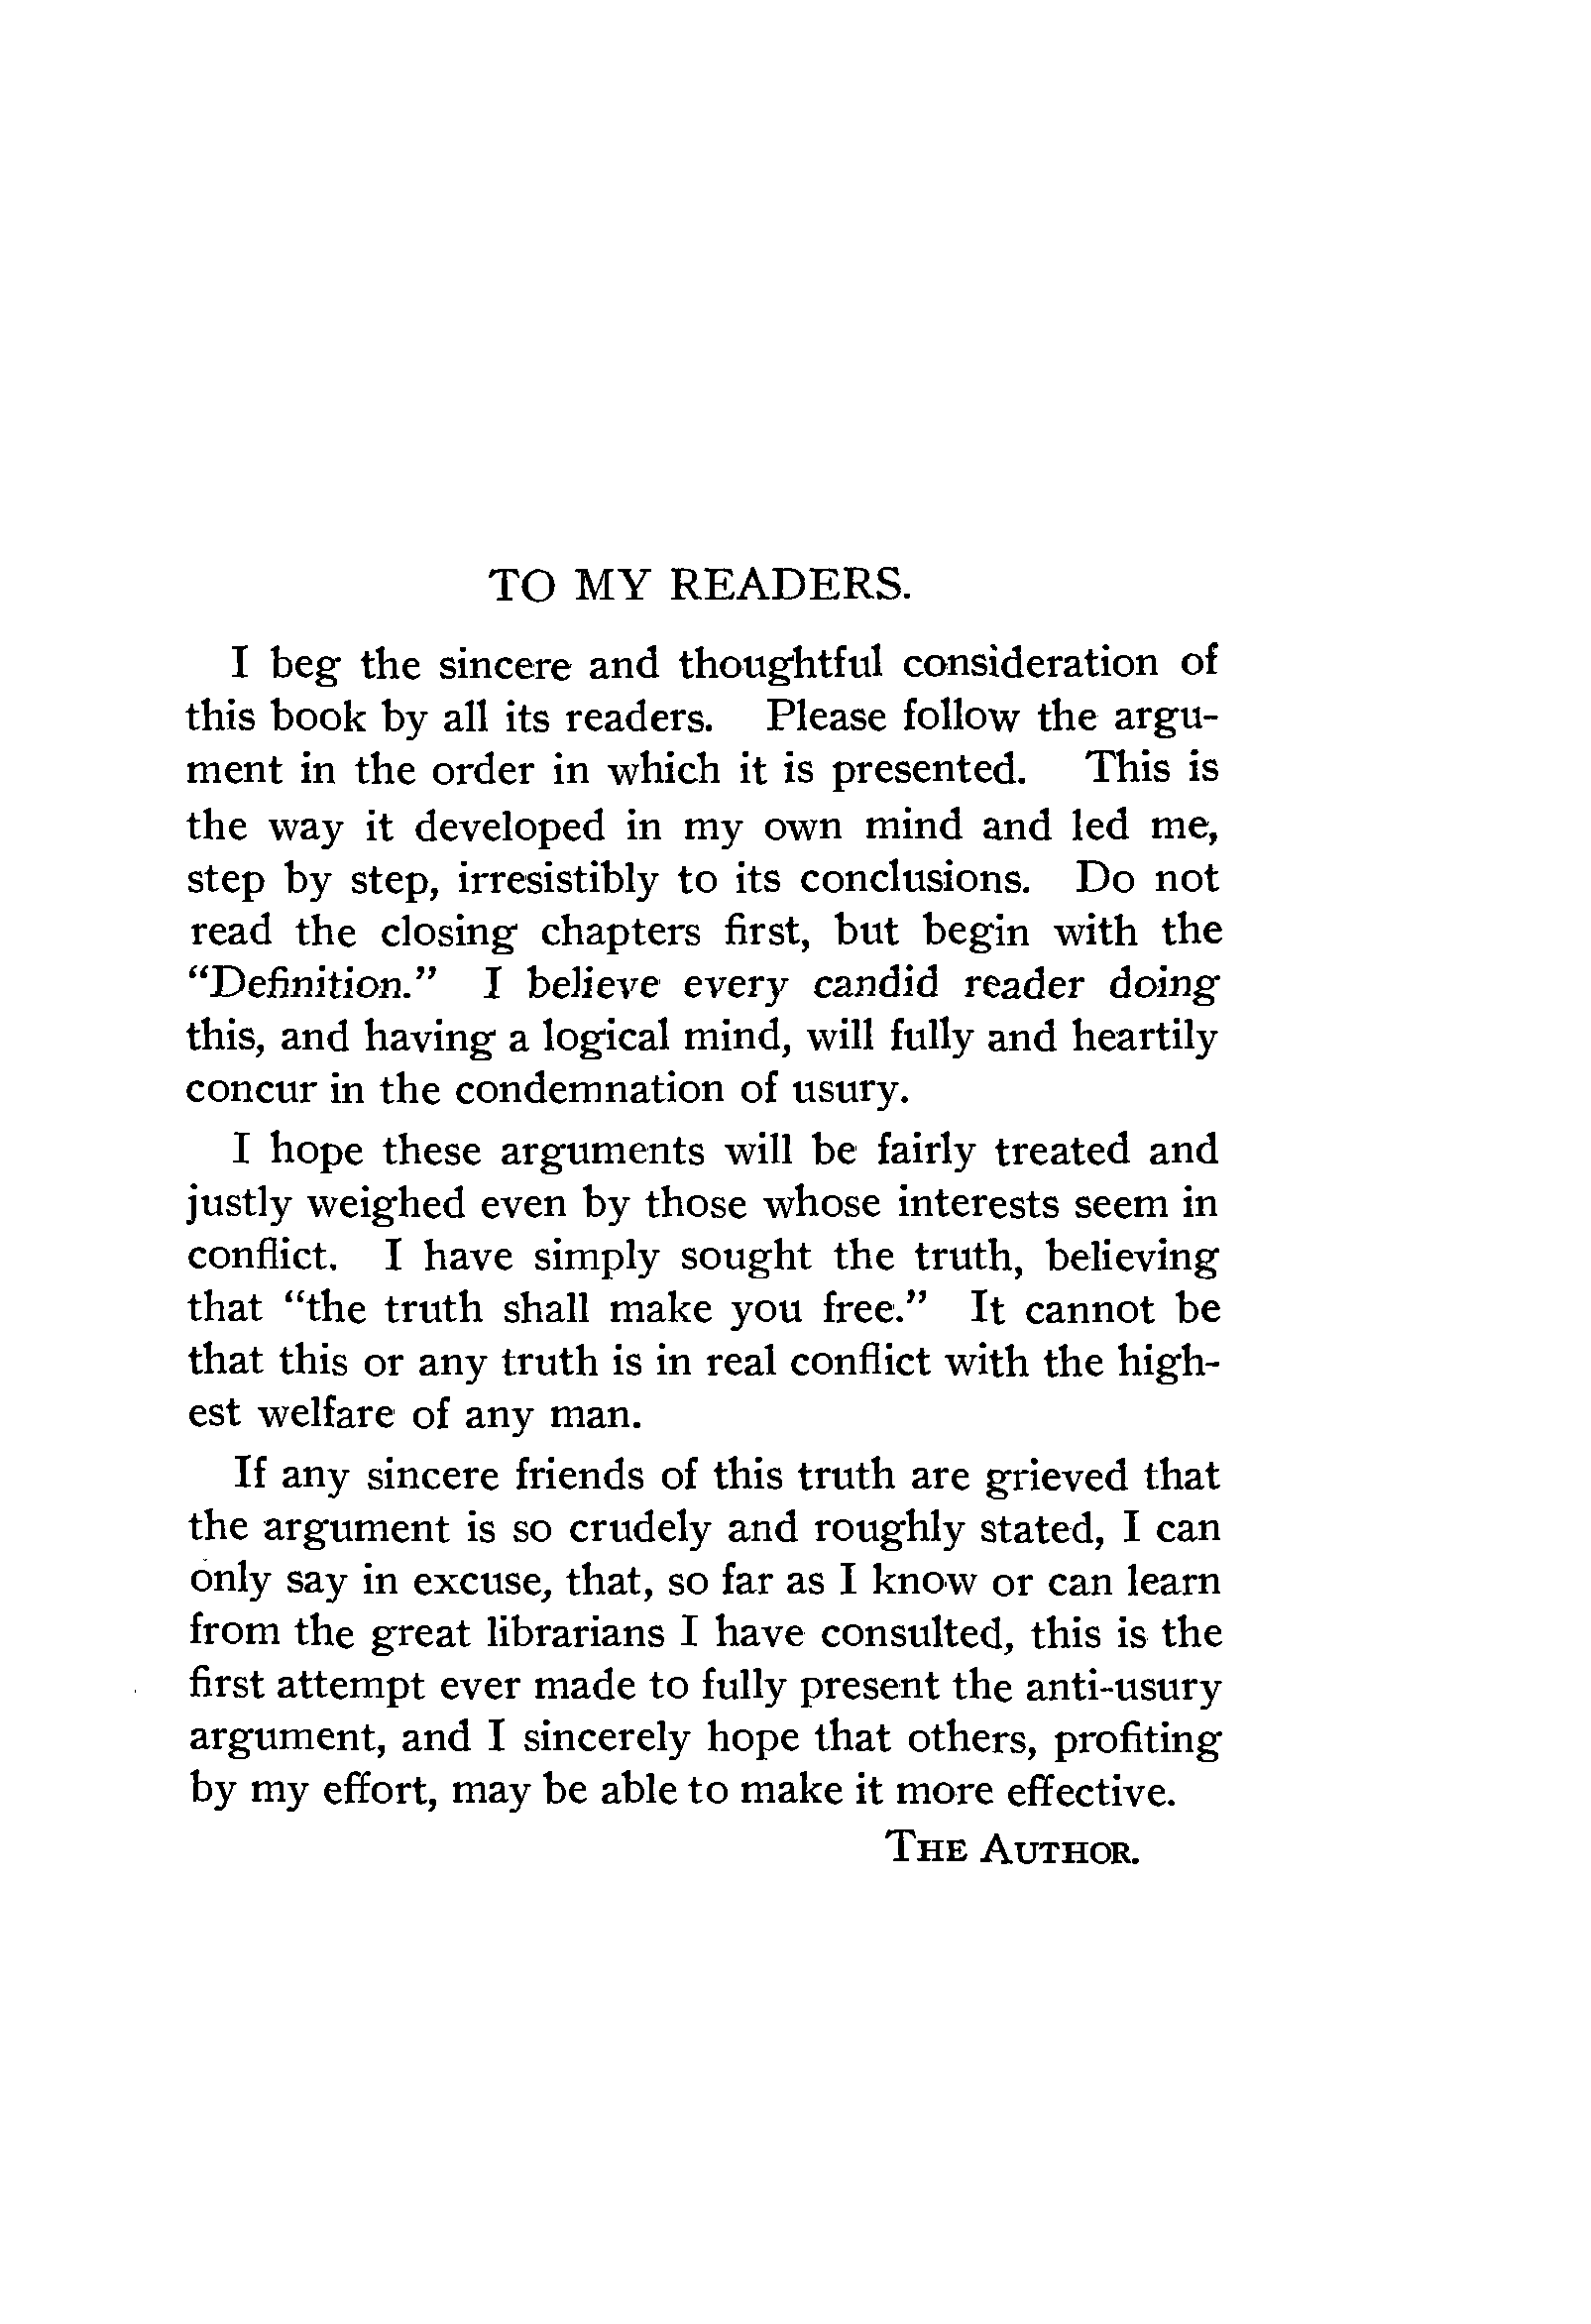 TO MY READERS.
I beg the sincere and thoughtful consideration of
this book by all its readers. Please follow the argu-
ment in the order in which it is presented. This is
the way it developed in my own mind and led me,
step by step, irresistibly to its conclusions. Do not
read the closing chapters first, but begin with the
“Definition.” I believe every candid reader doing
this, and having a logical mind, will fully and heartily
concur in the condemnation of usury.
I hope these arguments will be fairly treated and
justly weighed even by those whose interests seem in
conflict. I have simply sought the truth, believing
that “the truth shall make you free.” It cannot be
that this or any truth is in real conflict with the high-
est welfare of any man.
If any sincere friends of this truth are grieved that
the argument is so crudely and roughly stated, I can
only say in excuse, that, so far as I know or can learn
from the great librarians I have consulted, this is the
first attempt ever made to fully present the anti-usury
argument, and I sincerely hope that others, profiting
by my effort, may be able to make it more effective.
THE AUTHOR.